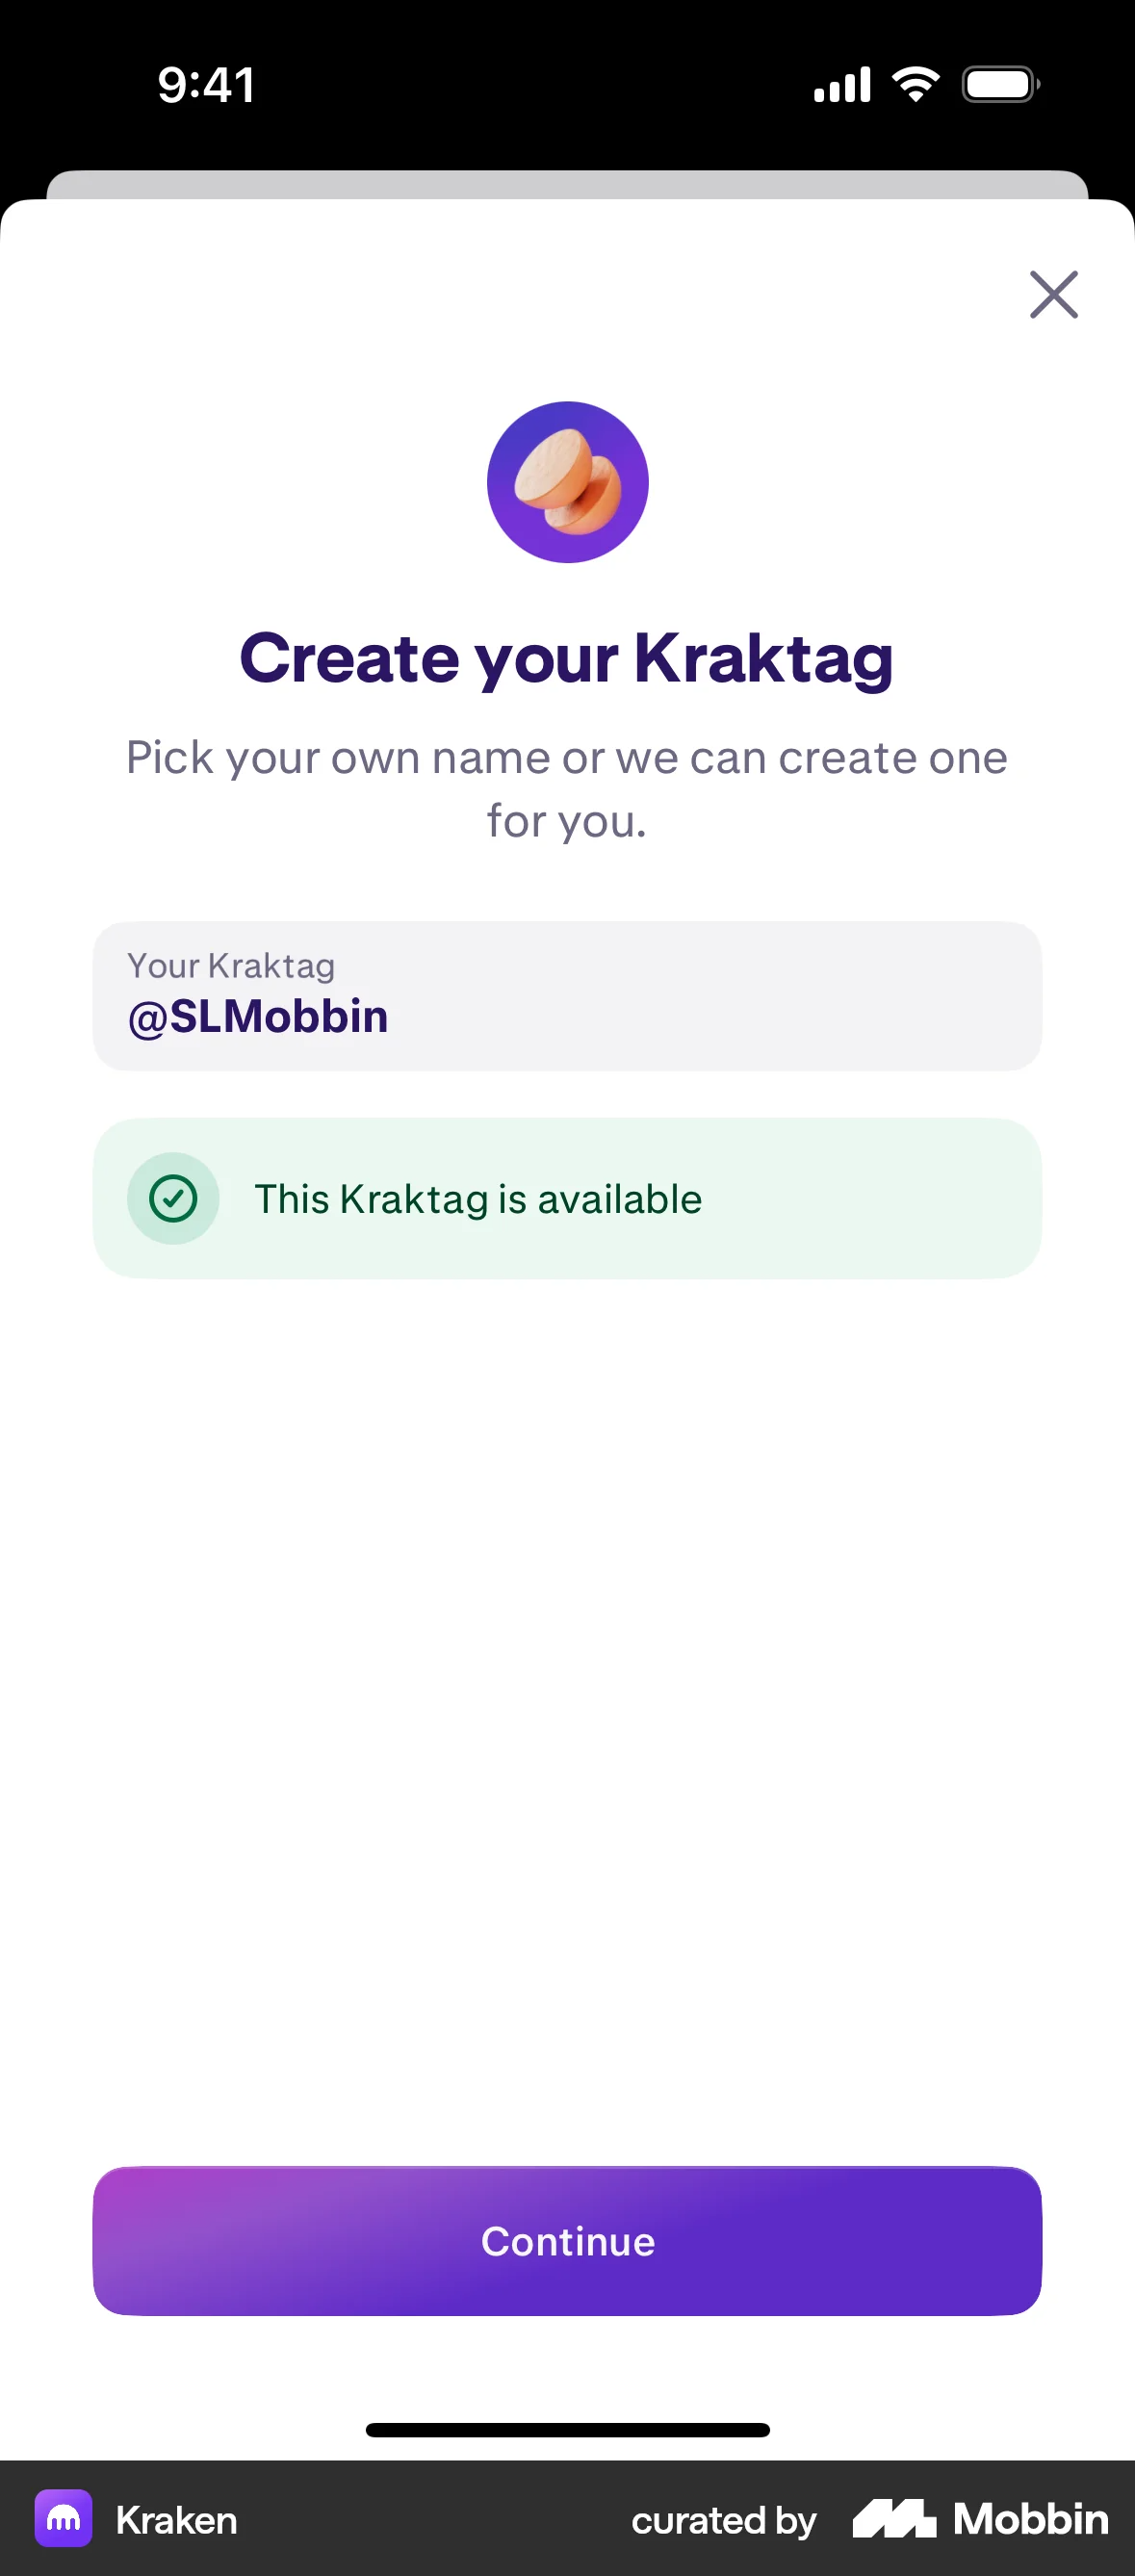 9:41
Create your Kraktag
Pick your own name or we can create one
for you.
Your Kraktag
@SLMobbin
This Kraktag is available
Continue
Kraken
curated by Mobbin